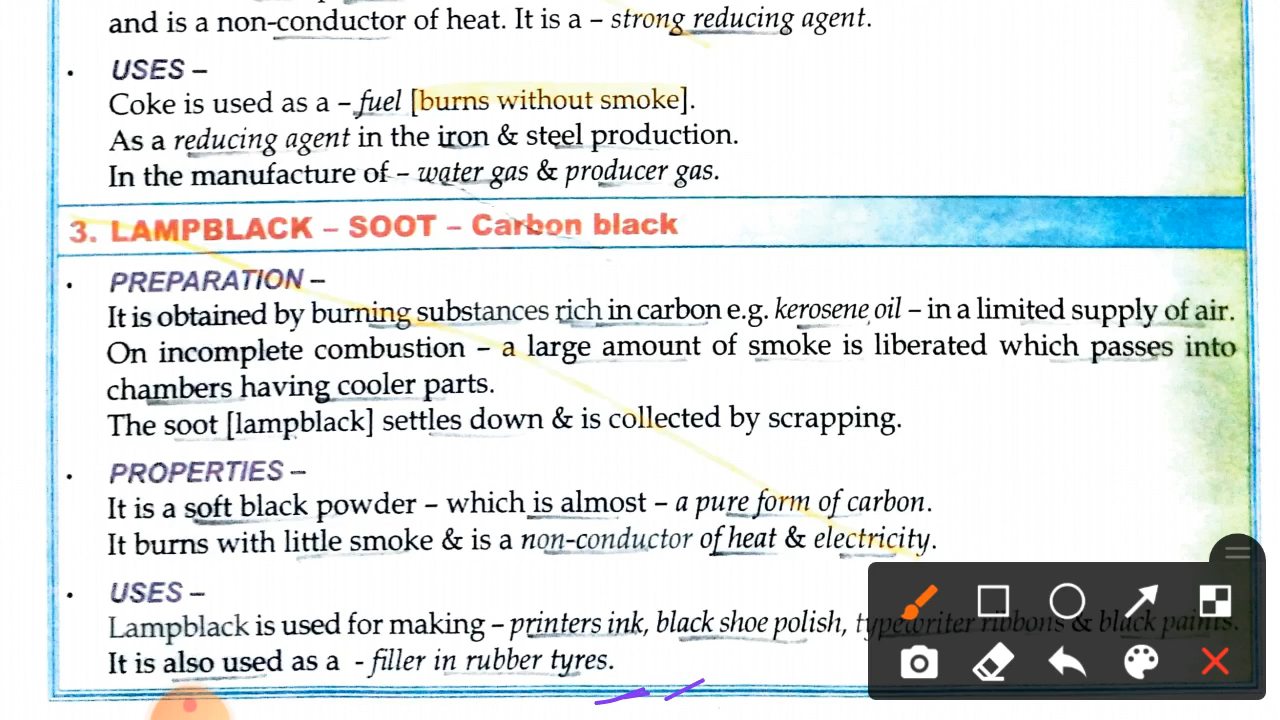 and is a non-conductor of heat. It is a – strong reducing agent.
· USES –
Coke is used as a – fuel [burns without smoke].
As a reducing agent in the iron & steel production.
In the manufacture of – water gas & producer gas.
3. LAMPBLACK – SOOT – Carbon black
· PREPARATION –
It is obtained by burning substances rich in carbon e.g. kerosene oil – in a limited supply of air.
On incomplete combustion – a large amount of smoke is liberated which passes into
chambers having cooler parts.
The soot [lampblack] settles down & is collected by scrapping.
· PROPERTIES –
It is a soft black powder – which is almost – a pure form of carbon.
It burns with little smoke & is a non-conductor of heat & electricity.
· USES –
Lampblack is used for making – printers ink, black shoe polish, typewriter ribbons & black paints.
It is also used as a - filler in rubber tyres.